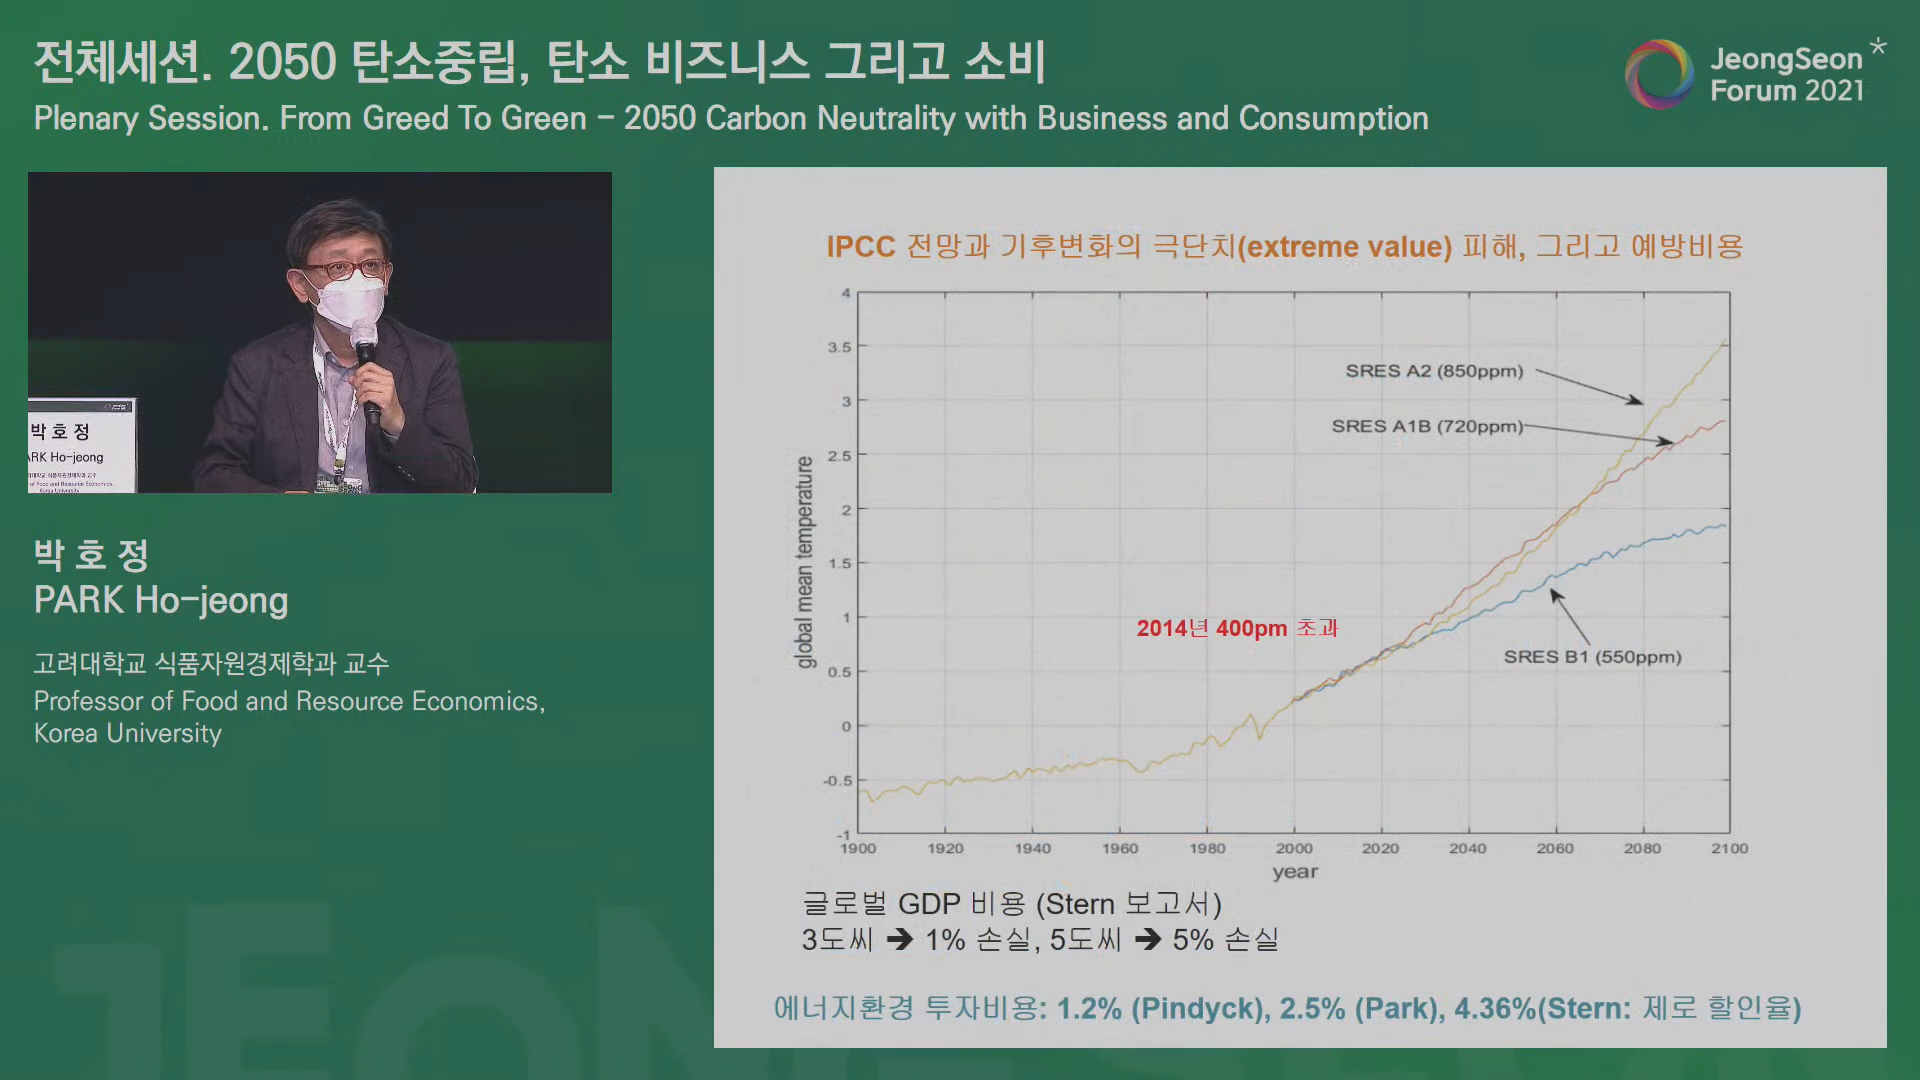 전체세션. 2050 탄소중립, 탄소 비즈니스 그리고 소비
Plenary Session. From Greed To Green – 2050 Carbon Neutrality with Business and Consumption
JeongSeon*
Forum 2021
박 호 정
PARK Ho-jeong
고려대학교 식품자원경제학과 교수
Professor of Food and Resource Economics,
Korea University
박 호 정
ARK Ho-jeong
of Food and Resource Economics,
Korea University
IPCC 전망과 기후변화의 극단치(extreme value) 피해, 그리고 예방비용
4
3.5
3
2.5
2
1.5
1
0.5
0
-0.5
-1
global mean temperature
SRES A2 (850ppm)
SRES A1B (720ppm)
2014년 400pm 초과
SRES B1 (550ppm)
1900 1920 1940 1960 1980 2000 2020 2040 2060 2080 2100
year
글로벌 GDP 비용 (Stern 보고서)
3도씨 ➔ 1% 손실, 5도씨 ➔ 5% 손실
에너지환경 투자비용: 1.2% (Pindyck), 2.5% (Park), 4.36%(Stern: 제로 할인율)
JEONGSEON